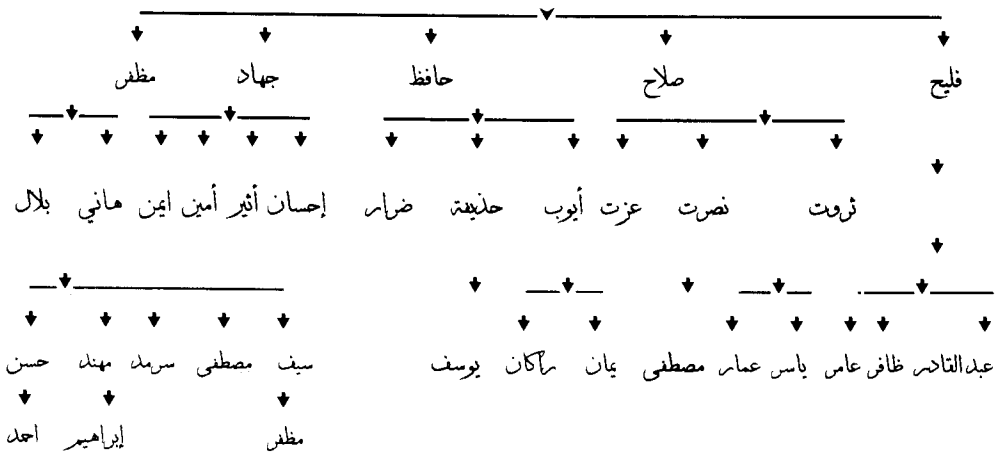 فليح صلاح حافظ جهاد مظفر
ثروت نصرت عزت أيوب حذيفة ضرار إحسان أثير أمين ايمن هاني بلال
عبدالقادر ظافر عامر ياسر عمار مصطفى يمان راكان يوسف سيف مصطفى سرمد مهند حسن
مظفر إبراهيم احمد